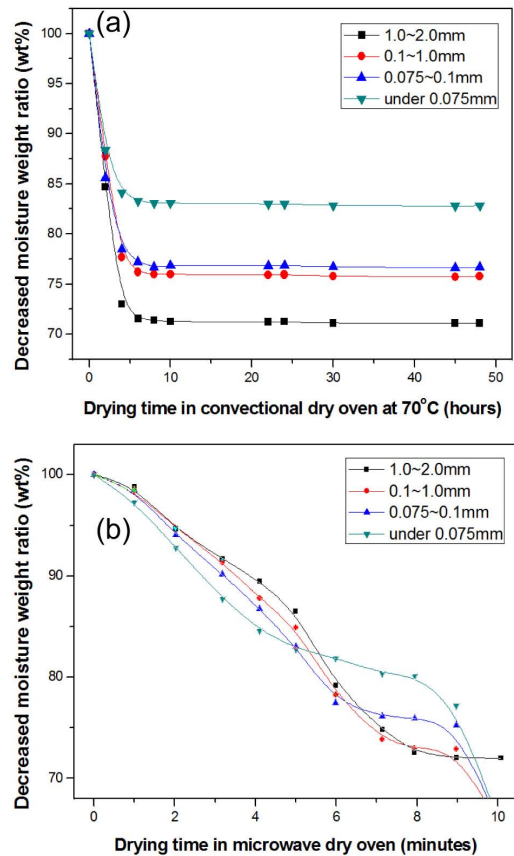 (a)
1.0~2.0mm
0.1~1.0mm
0.075~0.1mm
under 0.075mm
Decreased moisture weight ratio (wt%)
100
95
90
85
80
75
70
0 10 20 30 40 50
Drying time in convectional dry oven at 70°C (hours)
(b)
1.0~2.0mm
0.1~1.0mm
0.075~0.1mm
under 0.075mm
Decreased moisture weight ratio (wt%)
100
90
80
70
0 2 4 6 8 10
Drying time in microwave dry oven (minutes)